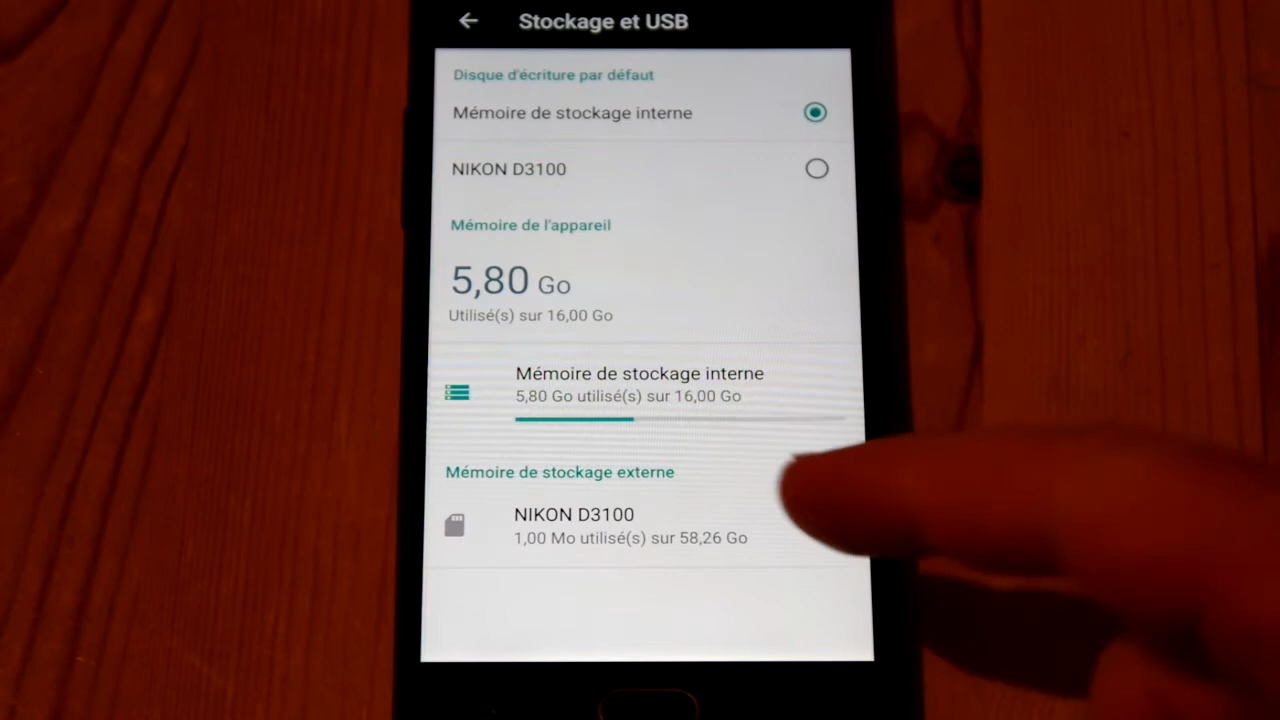 Stockage et USB
Disque d'écriture par défaut
Mémoire de stockage interne
NIKON D3100
Mémoire de l'appareil
5,80 Go
Utilisé(s) sur 16,00 Go
Mémoire de stockage interne
5,80 Go utilisé(s) sur 16,00 Go
Mémoire de stockage externe
NIKON D3100
1,00 Mo utilisé(s) sur 58,26 Go